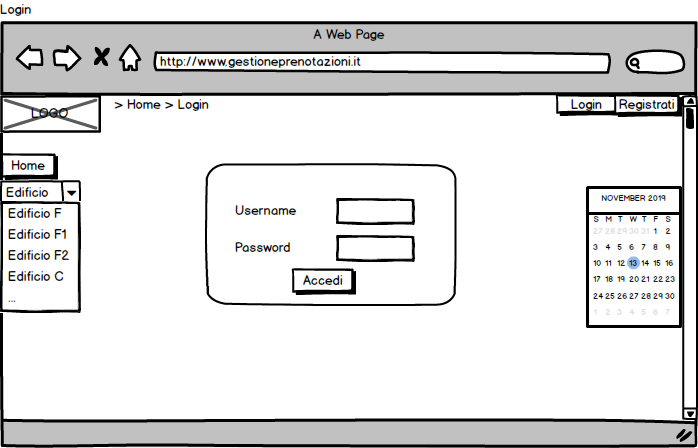 Login
A Web Page
http://www.gestioneprenotazioni.it
LOGO
> Home > Login
Login
Registrati
Home
Edificio
Edificio F
Edificio F1
Edificio F2
Edificio C
...
Username
Password
Accedi
NOVEMBER 2019
S M T W T F S
27 28 29 30 31 1 2
3 4 5 6 7 8 9
10 11 12 13 14 15 16
17 18 19 20 21 22 23
24 25 26 27 28 29 30
1 2 3 4 5 6 7